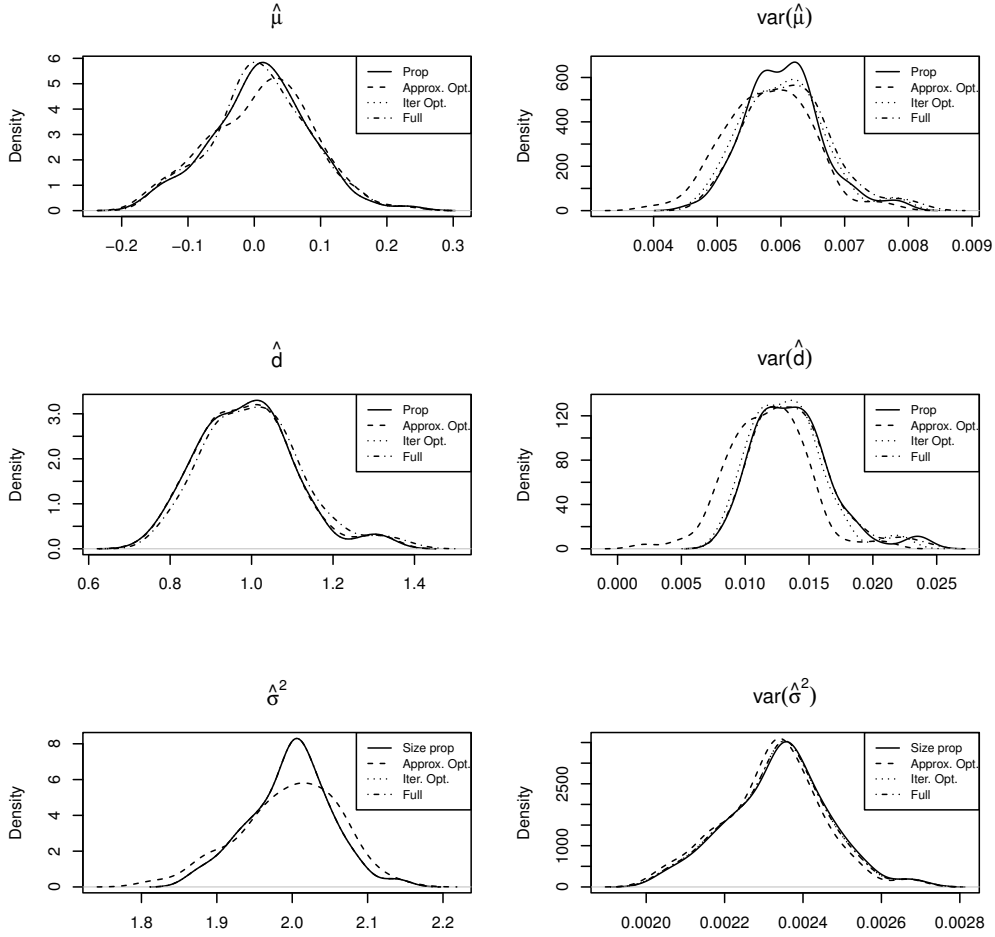 μ̂
Density
0 1 2 3 4 5 6
−0.2 −0.1 0.0 0.1 0.2 0.3
Prop
Approx. Opt.
Iter Opt.
Full
var(μ̂)
Density
0 200 400 600
0.004 0.005 0.006 0.007 0.008 0.009
Prop
Approx. Opt.
Iter Opt.
Full
d̂
Density
0.0 1.0 2.0 3.0
0.6 0.8 1.0 1.2 1.4
Prop
Approx. Opt.
Iter Opt.
Full
var(d̂)
Density
0 40 80 120
0.000 0.005 0.010 0.015 0.020 0.025
Prop
Approx. Opt.
Iter Opt.
Full
σ̂²
Density
0 2 4 6 8
1.8 1.9 2.0 2.1 2.2
Size prop
Approx. Opt.
Iter. Opt.
Full
var(σ̂²)
Density
0 1000 2500
0.0020 0.0022 0.0024 0.0026 0.0028
Size prop
Approx. Opt.
Iter. Opt.
Full